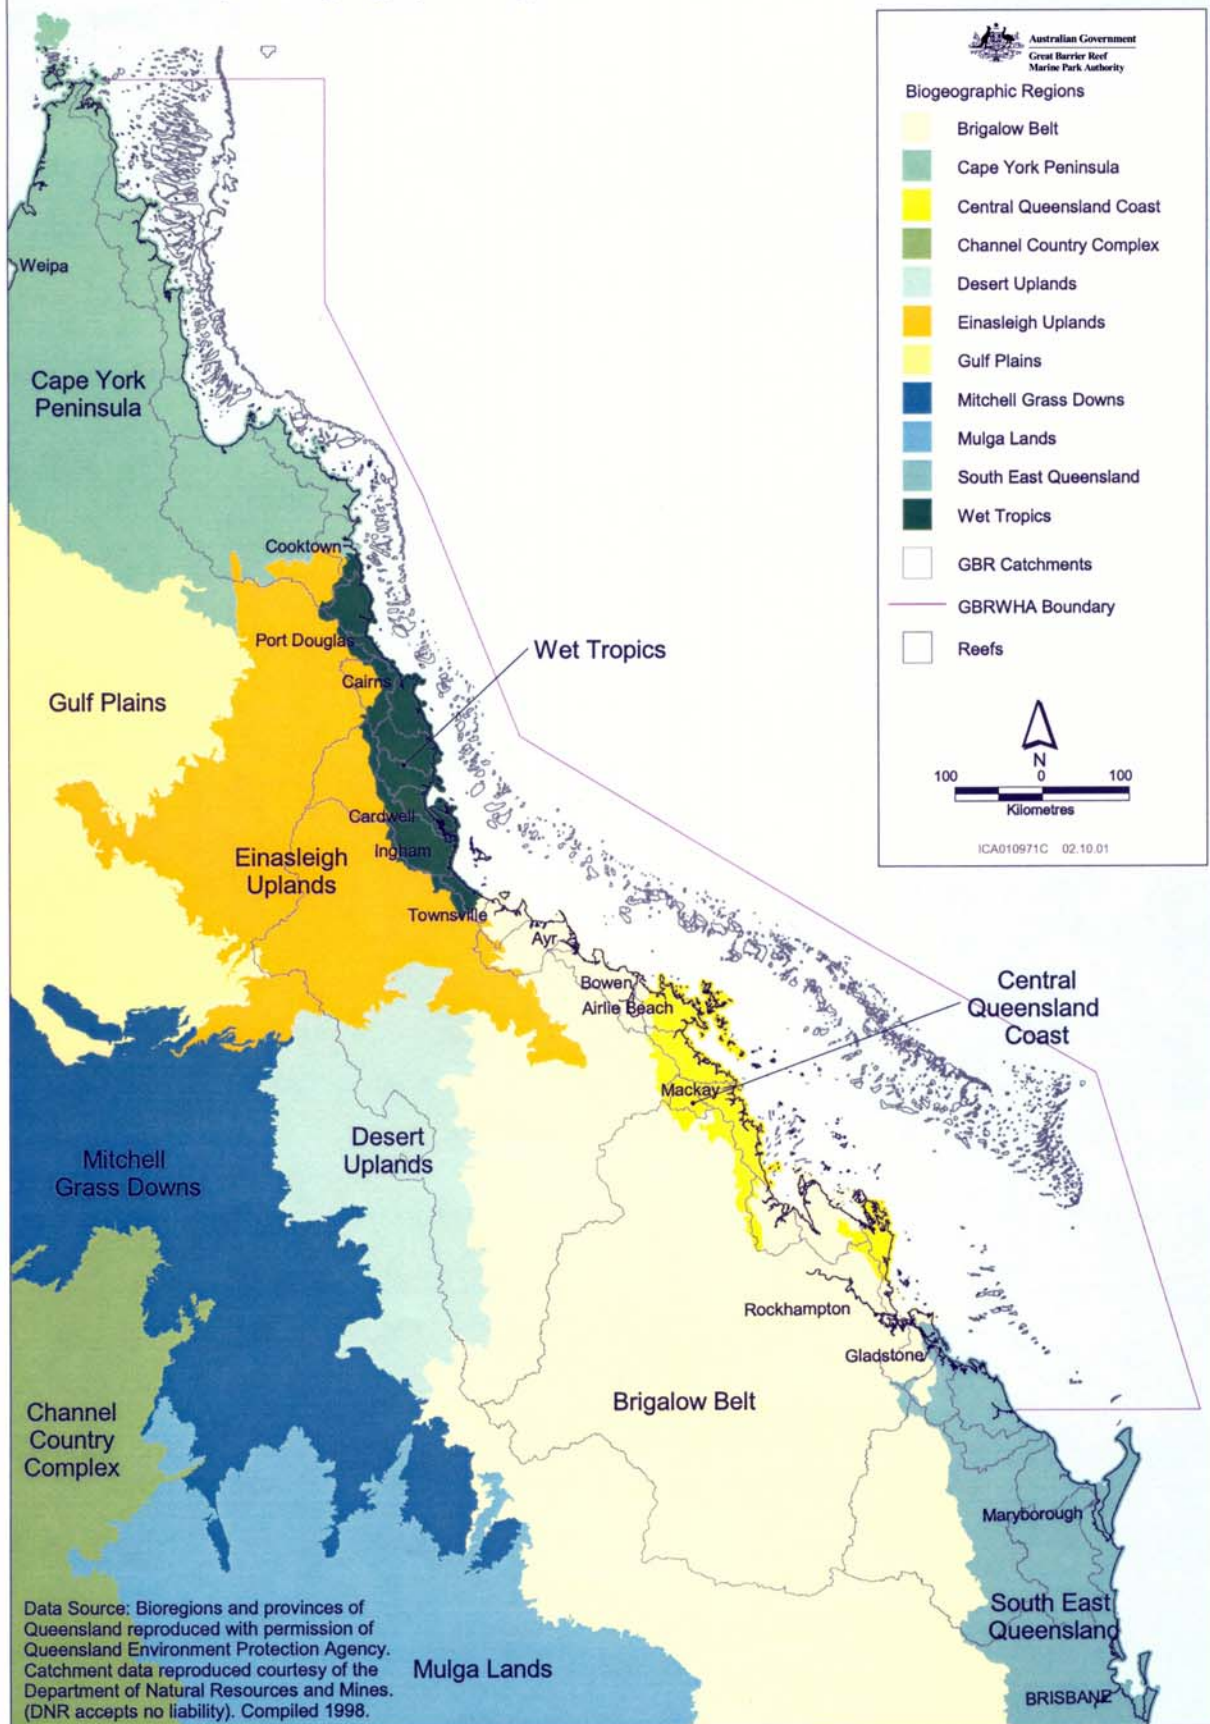 Australian Government
Great Barrier Reef
Marine Park Authority
Biogeographic Regions
Brigalow Belt
Cape York Peninsula
Central Queensland Coast
Channel Country Complex
Desert Uplands
Einasleigh Uplands
Gulf Plains
Mitchell Grass Downs
Mulga Lands
South East Queensland
Wet Tropics
GBR Catchments
GBRWHA Boundary
Reefs
N
100 0 100
Kilometres
ICA010971C 02.10.01
Weipa
Cape York
Peninsula
Cooktown
Port Douglas
Wet Tropics
Cairns
Gulf Plains
Cardwell
Ingham
Einasleigh
Uplands
Townsville
Ayr
Bowen
Airlie Beach
Central
Queensland
Coast
Mackay
Desert
Uplands
Mitchell
Grass Downs
Rockhampton
Gladstone
Brigalow Belt
Channel
Country
Complex
Maryborough
South East
Queensland
Mulga Lands
BRISBANE
Data Source: Bioregions and provinces of
Queensland reproduced with permission of
Queensland Environment Protection Agency.
Catchment data reproduced courtesy of the
Department of Natural Resources and Mines.
(DNR accepts no liability). Compiled 1998.